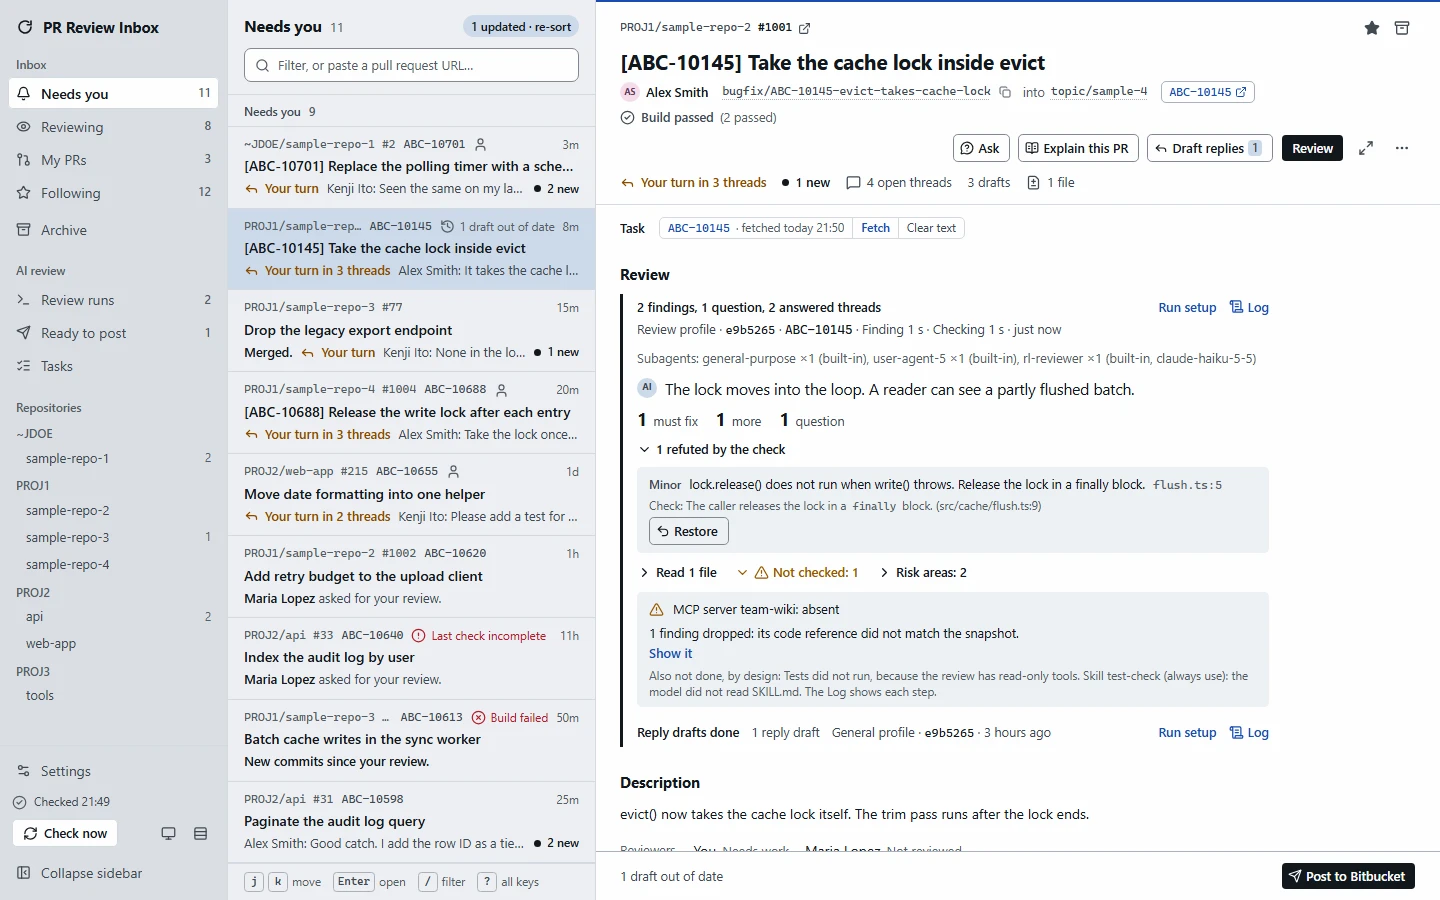 PR Review Inbox
Inbox
Needs you 11
Reviewing 8
My PRs 3
Following 12
Archive
AI review
Review runs 2
Ready to post 1
Tasks
Repositories
~JDOE
sample-repo-1 2
PROJ1
sample-repo-2
sample-repo-3 1
sample-repo-4
PROJ2
api 2
web-app
PROJ3
tools
Settings
Checked 21:49
Check now
Collapse sidebar
Needs you 11
1 updated · re-sort
Filter, or paste a pull request URL...
Needs you 9
~JDOE/sample-repo-1 #2 ABC-10701 3m
[ABC-10701] Replace the polling timer with a sche...
Your turn Kenji Ito: Seen the same on my la... 2 new
PROJ1/sample-rep... ABC-10145 1 draft out of date 8m
[ABC-10145] Take the cache lock inside evict
Your turn in 3 threads Alex Smith: It takes the cache l...
PROJ1/sample-repo-3 #77 15m
Drop the legacy export endpoint
Merged. Your turn Kenji Ito: None in the lo... 1 new
PROJ1/sample-repo-4 #1004 ABC-10688 20m
[ABC-10688] Release the write lock after each entry
Your turn in 3 threads Alex Smith: Take the lock once...
PROJ2/web-app #215 ABC-10655 1d
Move date formatting into one helper
Your turn in 2 threads Kenji Ito: Please add a test for ...
PROJ1/sample-repo-2 #1002 ABC-10620 1h
Add retry budget to the upload client
Maria Lopez asked for your review.
PROJ2/api #33 ABC-10640 Last check incomplete 11h
Index the audit log by user
Maria Lopez asked for your review.
PROJ1/sample-repo-3 ... ABC-10613 Build failed 50m
Batch cache writes in the sync worker
New commits since your review.
PROJ2/api #31 ABC-10598 25m
Paginate the audit log query
Alex Smith: Good catch. I add the row ID as a tie... 2 new
j k move Enter open / filter ? all keys
PROJ1/sample-repo-2 #1001
[ABC-10145] Take the cache lock inside evict
AS Alex Smith bugfix/ABC-10145-evict-takes-cache-lock into topic/sample-4 ABC-10145
Build passed (2 passed)
Ask Explain this PR Draft replies 1 Review
Your turn in 3 threads 1 new 4 open threads 3 drafts 1 file
Task ABC-10145 · fetched today 21:50 Fetch Clear text
Review
2 findings, 1 question, 2 answered threads Run setup Log
Review profile · e9b5265 · ABC-10145 · Finding 1 s · Checking 1 s · just now
Subagents: general-purpose ×1 (built-in), user-agent-5 ×1 (built-in), rl-reviewer ×1 (built-in, claude-haiku-5-5)
AI The lock moves into the loop. A reader can see a partly flushed batch.
1 must fix 1 more 1 question
1 refuted by the check
Minor lock.release() does not run when write() throws. Release the lock in a finally block. flush.ts:5
Check: The caller releases the lock in a finally block. (src/cache/flush.ts:9)
Restore
Read 1 file Not checked: 1 Risk areas: 2
MCP server team-wiki: absent
1 finding dropped: its code reference did not match the snapshot.
Show it
Also not done, by design: Tests did not run, because the review has read-only tools. Skill test-check (always use): the
model did not read SKILL.md. The Log shows each step.
Reply drafts done 1 reply draft General profile · e9b5265 · 3 hours ago Run setup Log
Description
evict() now takes the cache lock itself. The trim pass runs after the lock ends.
Reviewers You Needs work Maria Lopez Not reviewed
1 draft out of date Post to Bitbucket